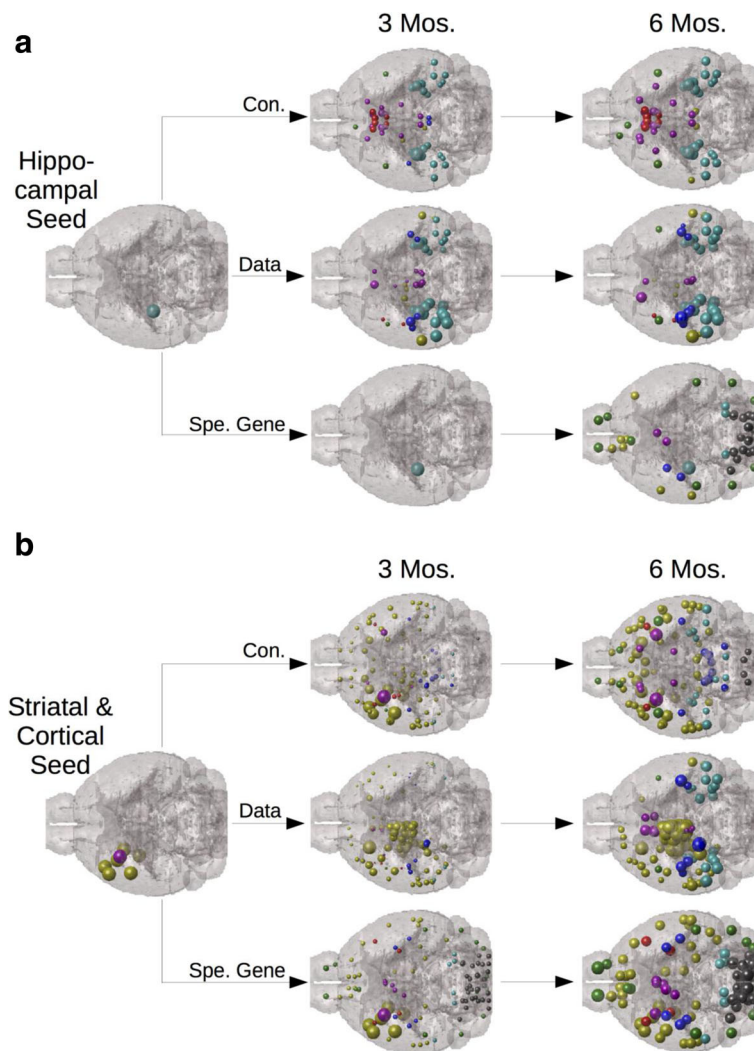 a
3 Mos.
6 Mos.
Con.
Hippo-
campal
Seed
Data
Spe. Gene
b
3 Mos.
6 Mos.
Con.
Striatal &
Cortical
Seed
Data
Spe. Gene